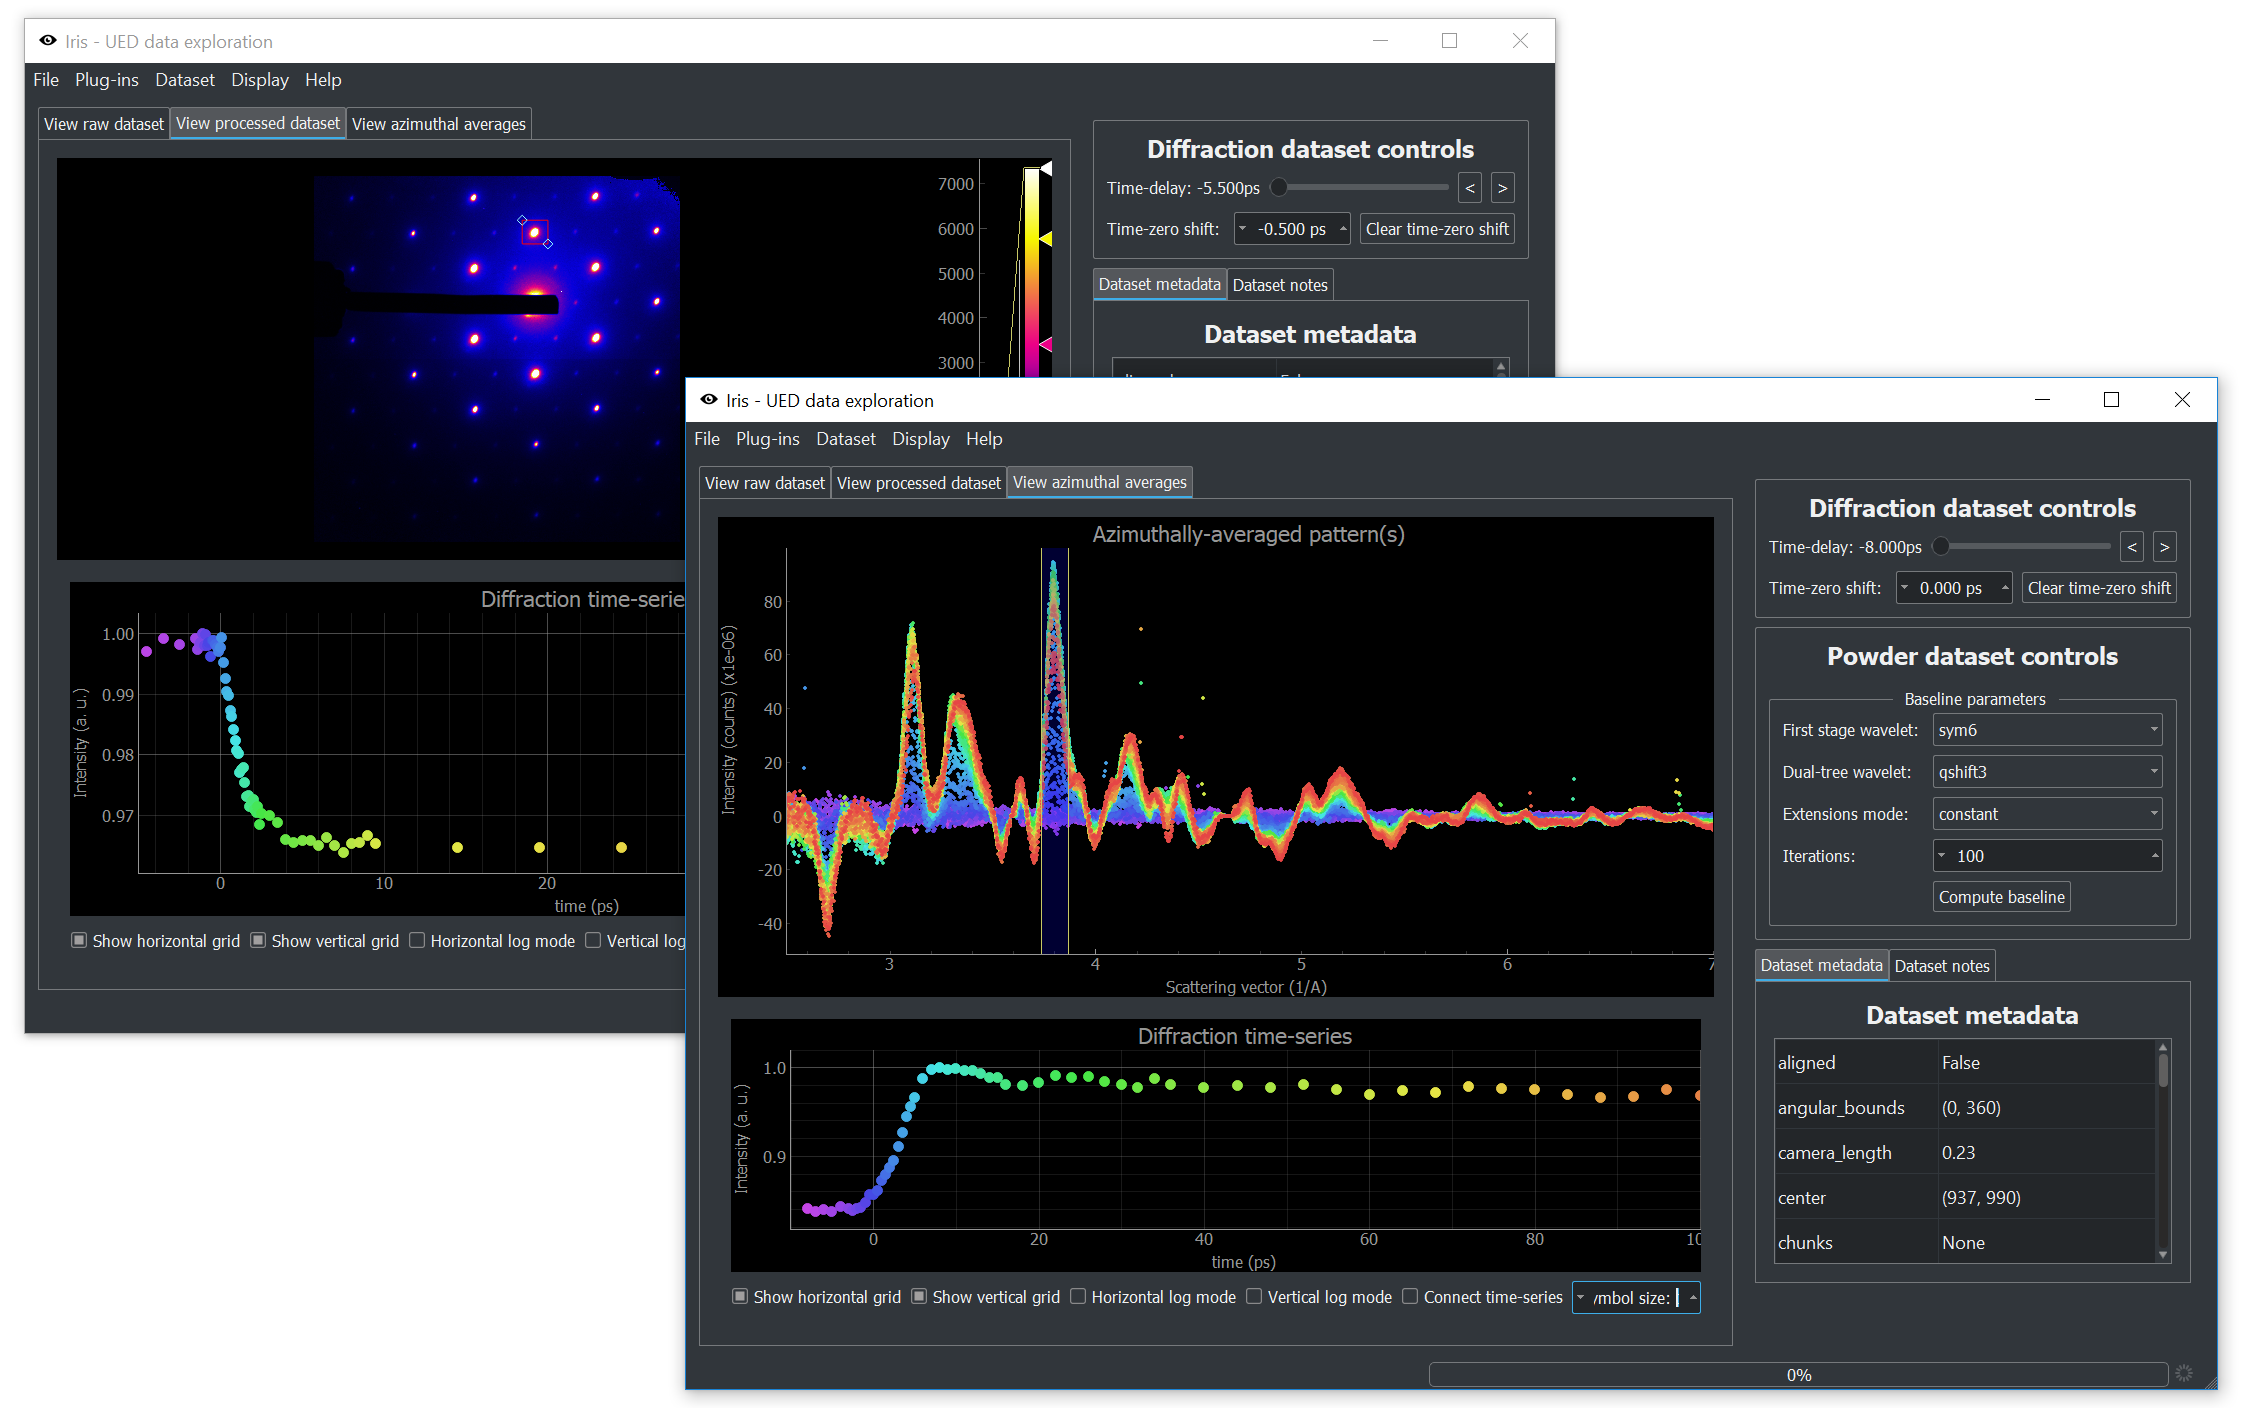 Iris - UED data exploration
File Plug-ins Dataset Display Help
View raw dataset View processed dataset View azimuthal averages
7000
6000
5000
4000
3000
Diffraction dataset controls
Time-delay: -5.500ps < >
Time-zero shift: -0.500 ps Clear time-zero shift
Dataset metadata Dataset notes
Dataset metadata
Diffraction time-serie
Intensity (a. u.)
1.00
0.99
0.98
0.97
0 10 20
time (ps)
Show horizontal grid Show vertical grid Horizontal log mode Vertical log
Iris - UED data exploration
File Plug-ins Dataset Display Help
View raw dataset View processed dataset View azimuthal averages
Azimuthally-averaged pattern(s)
Intensity (counts) (x1e-06)
80
60
40
20
0
-20
-40
3 4 5 6 7
Scattering vector (1/A)
Diffraction time-series
Intensity (a. u.)
1.0
0.9
0 20 40 60 80 10
time (ps)
Show horizontal grid Show vertical grid Horizontal log mode Vertical log mode Connect time-series ymbol size:
Diffraction dataset controls
Time-delay: -8.000ps < >
Time-zero shift: 0.000 ps Clear time-zero shift
Powder dataset controls
Baseline parameters
First stage wavelet: sym6
Dual-tree wavelet: qshift3
Extensions mode: constant
Iterations: 100
Compute baseline
Dataset metadata Dataset notes
Dataset metadata
aligned False
angular_bounds (0, 360)
camera_length 0.23
center (937, 990)
chunks None
0%